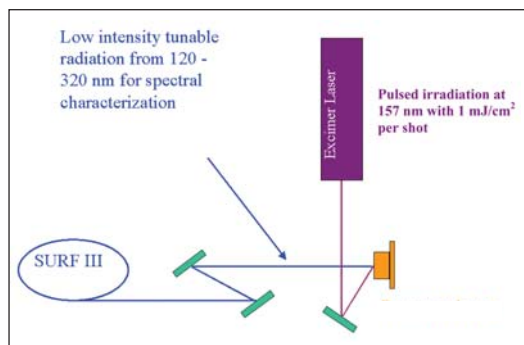 Low intensity tunable
radiation from 120 -
320 nm for spectral
characterization
Excimer Laser
Pulsed irradiation at
157 nm with 1 mJ/cm²
per shot
SURF III